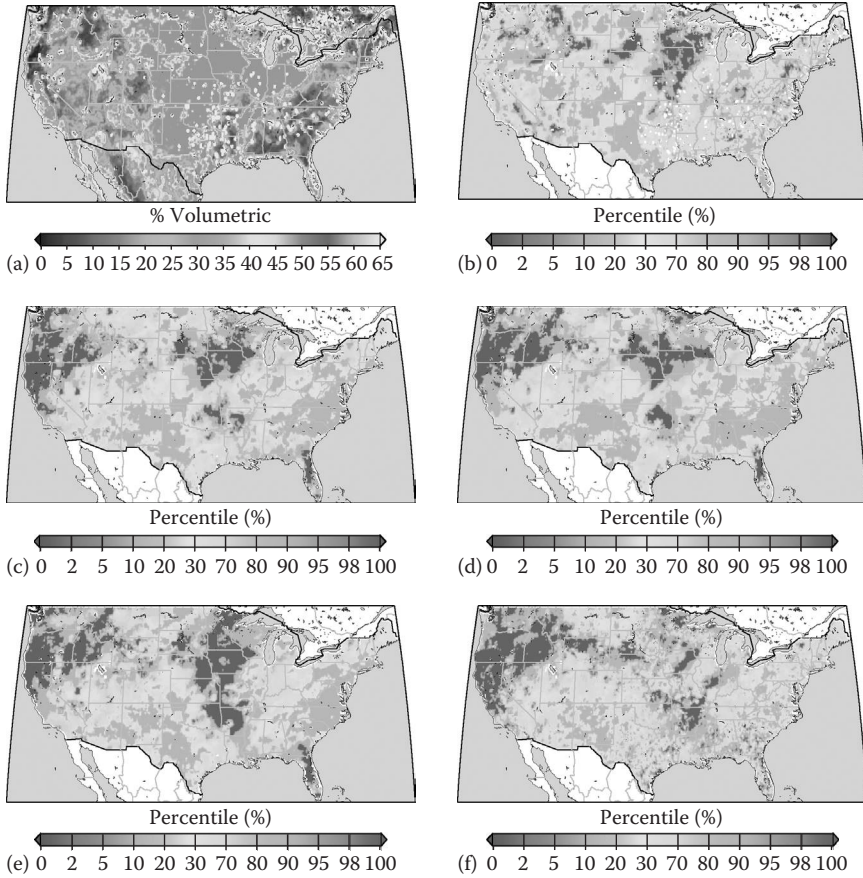 % Volumetric
(a) 0 5 10 15 20 25 30 35 40 45 50 55 60 65
Percentile (%)
(b) 0 2 5 10 20 30 70 80 90 95 98 100
Percentile (%)
(c) 0 2 5 10 20 30 70 80 90 95 98 100
Percentile (%)
(d) 0 2 5 10 20 30 70 80 90 95 98 100
Percentile (%)
(e) 0 2 5 10 20 30 70 80 90 95 98 100
Percentile (%)
(f) 0 2 5 10 20 30 70 80 90 95 98 100